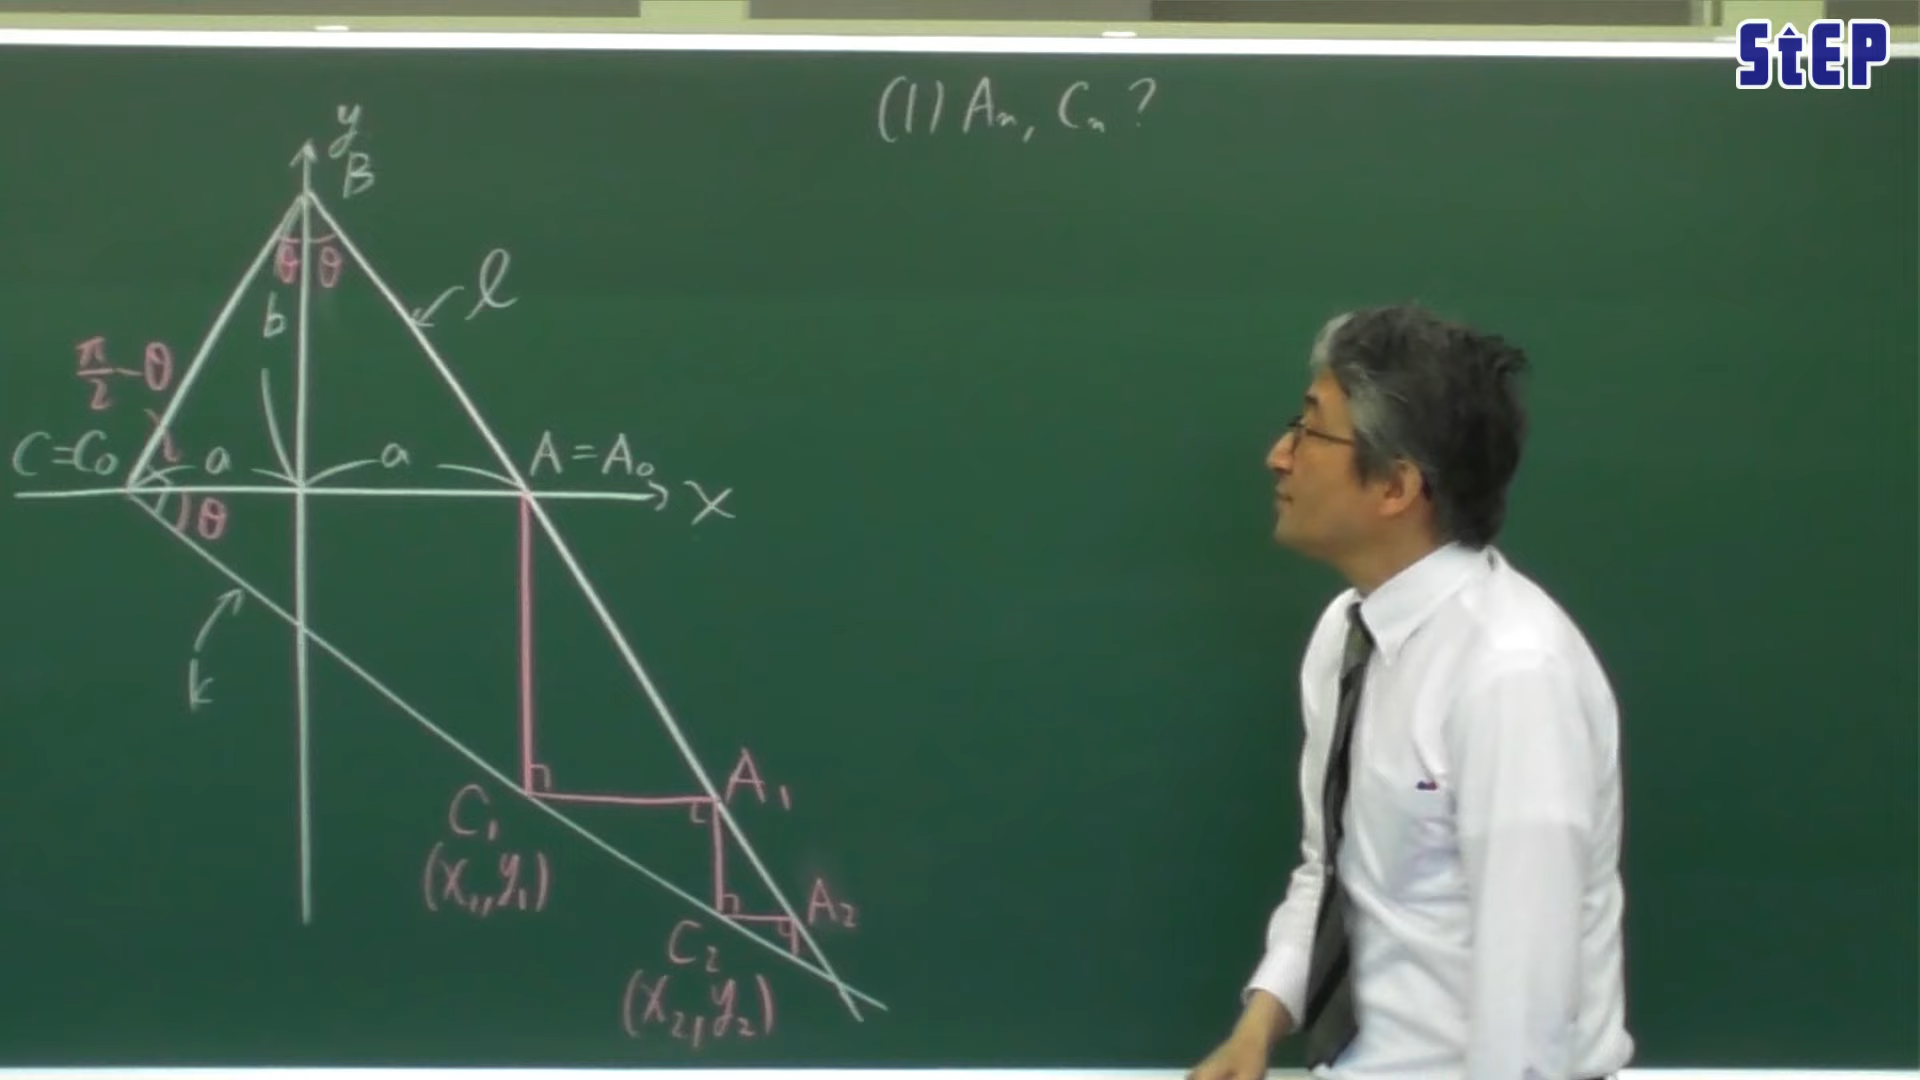 StEP
(1) Aₙ, Cₙ ?
y
B
θ θ
l
b
π/2 - θ
C=C₀
a
a
A=A₀
x
θ
k
A₁
C₁
(x₁, y₁)
A₂
C₂
(x₂, y₂)